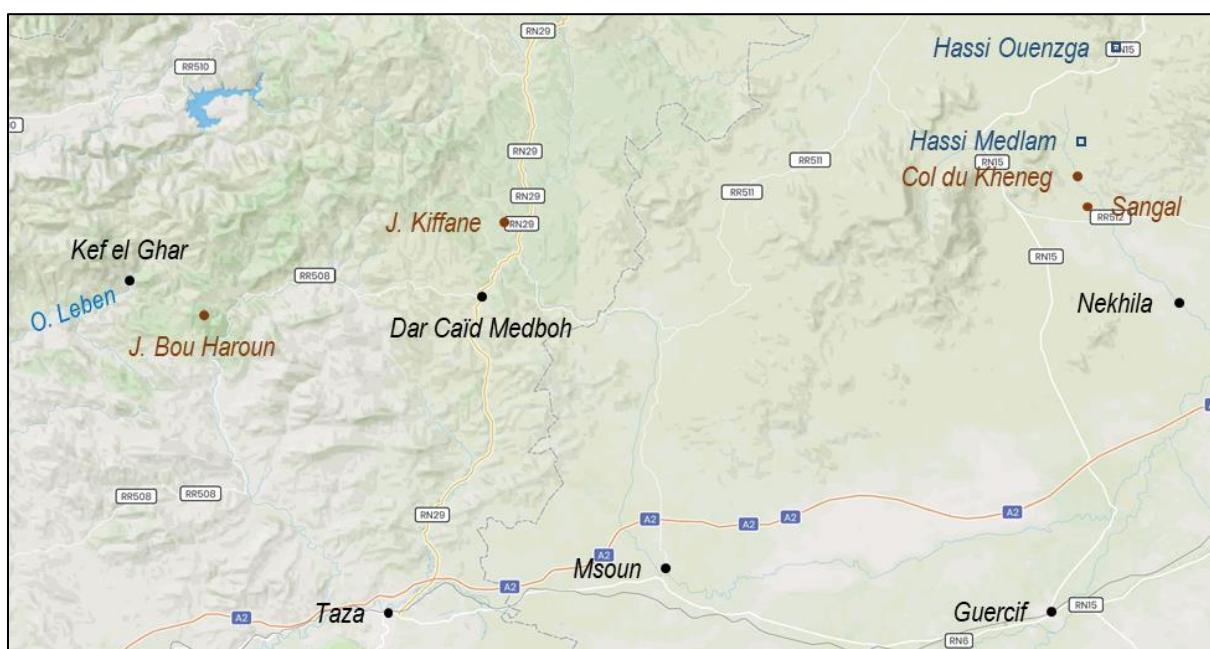 RN29
Hassi Ouenzga
RN15
RR510
Hassi Medlam
RN29
RR511
RN15
Col du Kheneg
RR511
RN29
Sangal
J. Kiffane
RN29
RR512
Kef el Ghar
RN15
RR508
O. Leben
Nekhila
Dar Caïd Medboh
J. Bou Haroun
A2
RR508
RR508
RN29
A2
A2
A2
A2
A2
Msoun
A2
Taza
Guercif
RN15
A2
RN6